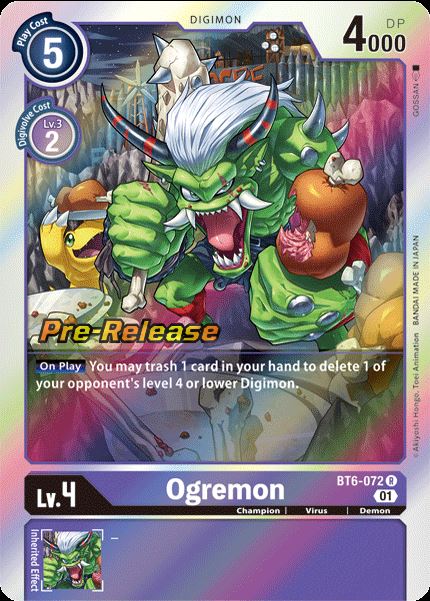 Play Cost
5
DIGIMON
DP
4000
Digivolve Cost
Lv.3
2
GOSSAN
Pre-Release
On Play You may trash 1 card in your hand to delete 1 of
your opponent's level 4 or lower Digimon.
© Akiyoshi Hongo, Toei Animation BANDAI MADE IN JAPAN
Lv.4
Ogremon
BT6-072 R
01
Champion | Virus | Demon
Inherited Effect
–